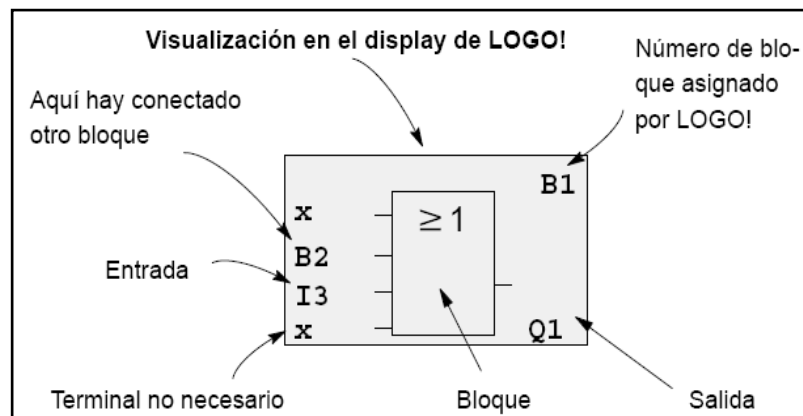 Visualización en el display de LOGO!
Número de blo-
que asignado
por LOGO!
Aquí hay conectado
otro bloque
B1
x
≥ 1
B2
Entrada
I3
x
Q1
Terminal no necesario
Bloque
Salida